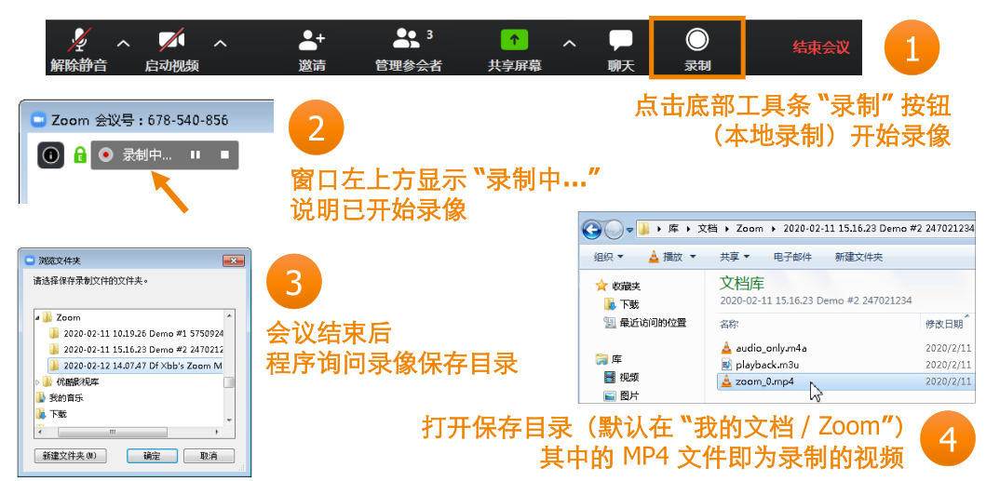 解除静音
启动视频
邀请
管理参会者
3
共享屏幕
聊天
录制
结束会议
1
点击底部工具条“录制”按钮
（本地录制）开始录像
Zoom 会议号：678-540-856
录制中...
2
窗口左上方显示“录制中...”
说明已开始录像
浏览文件夹
请选择保存录制文件的文件夹。
Zoom
2020-02-11 10.19.26 Demo #1 5750924
2020-02-11 15.16.23 Demo #2 2470212
2020-02-12 14.07.47 Df Xbb's Zoom M
优酷影视库
我的音乐
下载
新建文件夹(M)
确定
取消
3
会议结束后
程序询问录像保存目录
库 文档 Zoom 2020-02-11 15.16.23 Demo #2 247021234
组织 播放 共享 电子邮件 新建文件夹
收藏夹
下载
最近访问的位置
库
视频
图片
文档库
2020-02-11 15.16.23 Demo #2 247021234
名称 修改日期
audio_only.m4a 2020/2/11
playback.m3u 2020/2/11
zoom_0.mp4 2020/2/11
打开保存目录（默认在“我的文档 / Zoom”）
其中的 MP4 文件即为录制的视频
4